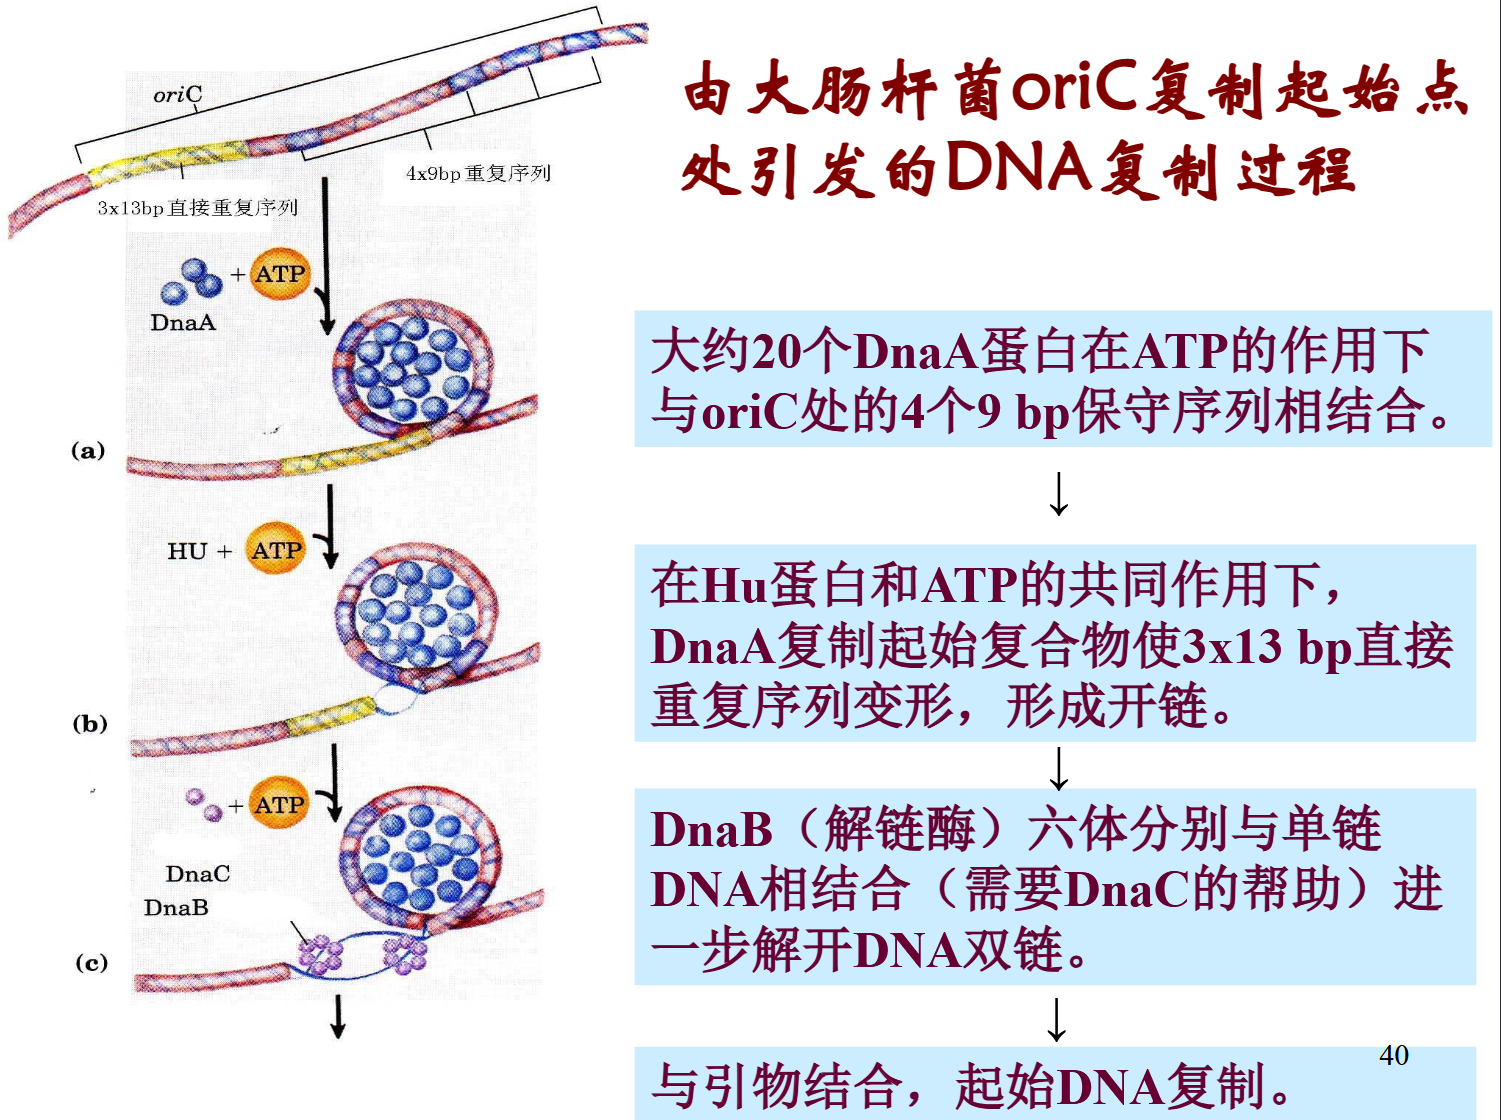 由大肠杆菌oriC复制起始点
处引发的DNA复制过程
oriC
4x9bp重复序列
3x13bp直接重复序列
+ ATP
DnaA
(a)
HU + ATP
(b)
+ ATP
DnaC
DnaB
(c)
大约20个DnaA蛋白在ATP的作用下
与oriC处的4个9 bp保守序列相结合。
↓
在Hu蛋白和ATP的共同作用下，
DnaA复制起始复合物使3x13 bp直接
重复序列变形，形成开链。
↓
DnaB（解链酶）六体分别与单链
DNA相结合（需要DnaC的帮助）进
一步解开DNA双链。
↓
与引物结合，起始DNA复制。
40